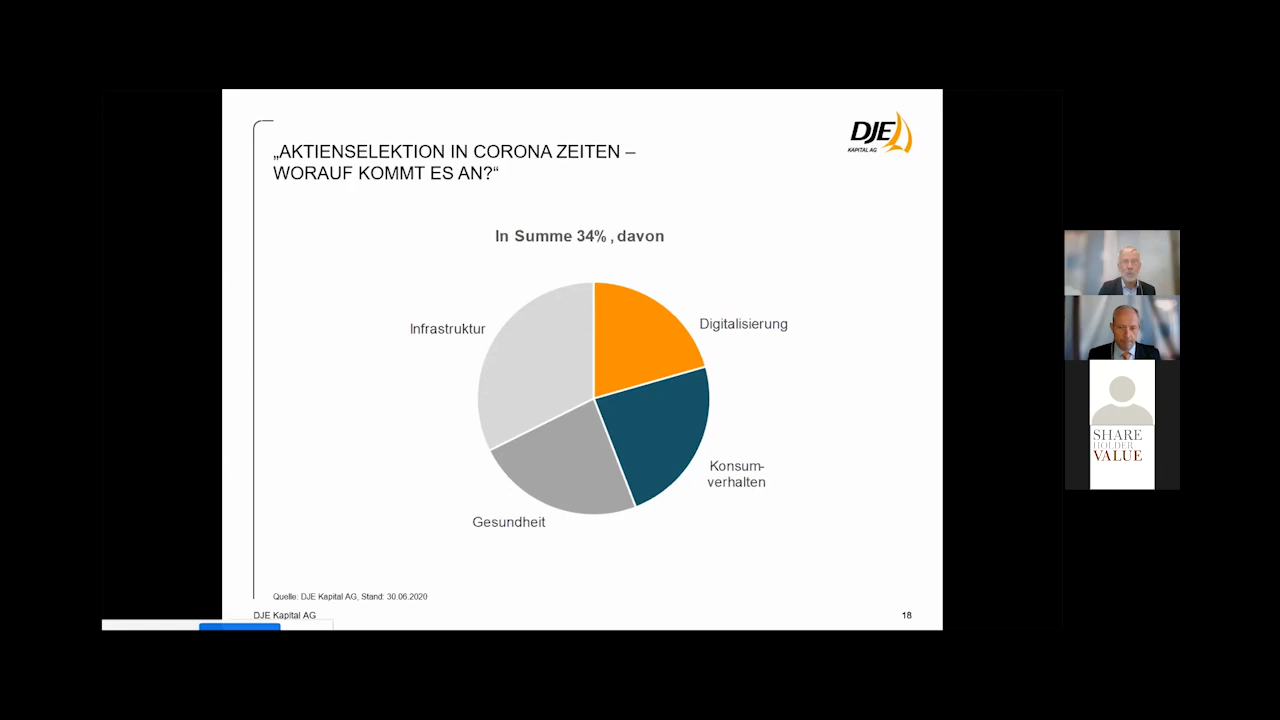 „AKTIENSELEKTION IN CORONA ZEITEN –
WORAUF KOMMT ES AN?“
DJE
KAPITAL AG
In Summe 34% , davon
Infrastruktur
Digitalisierung
Konsum-
verhalten
Gesundheit
Quelle: DJE Kapital AG, Stand: 30.06.2020
DJE Kapital AG
18
SHARE
HOLDER
VALUE